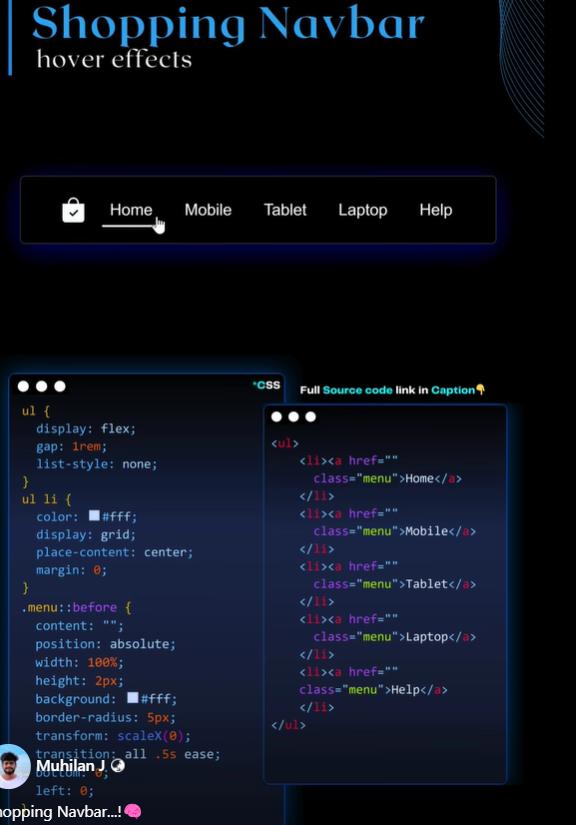 Shopping Navbar
hover effects
Home Mobile Tablet Laptop Help
*CSS
ul {
display: flex;
gap: 1rem;
list-style: none;
}
ul li {
color: #fff;
display: grid;
place-content: center;
margin: 0;
}
.menu::before {
content: "";
position: absolute;
width: 100%;
height: 2px;
background: #fff;
border-radius: 5px;
transform: scaleX(0);
transition: all .5s ease;
bottom: 0;
left: 0;
}
Full Source code link in Caption👇
<ul>
<li><a href=""
class="menu">Home</a>
</li>
<li><a href=""
class="menu">Mobile</a>
</li>
<li><a href=""
class="menu">Tablet</a>
</li>
<li><a href=""
class="menu">Laptop</a>
</li>
<li><a href=""
class="menu">Help</a>
</li>
</ul>
Muhilan J
hopping Navbar...!🧠